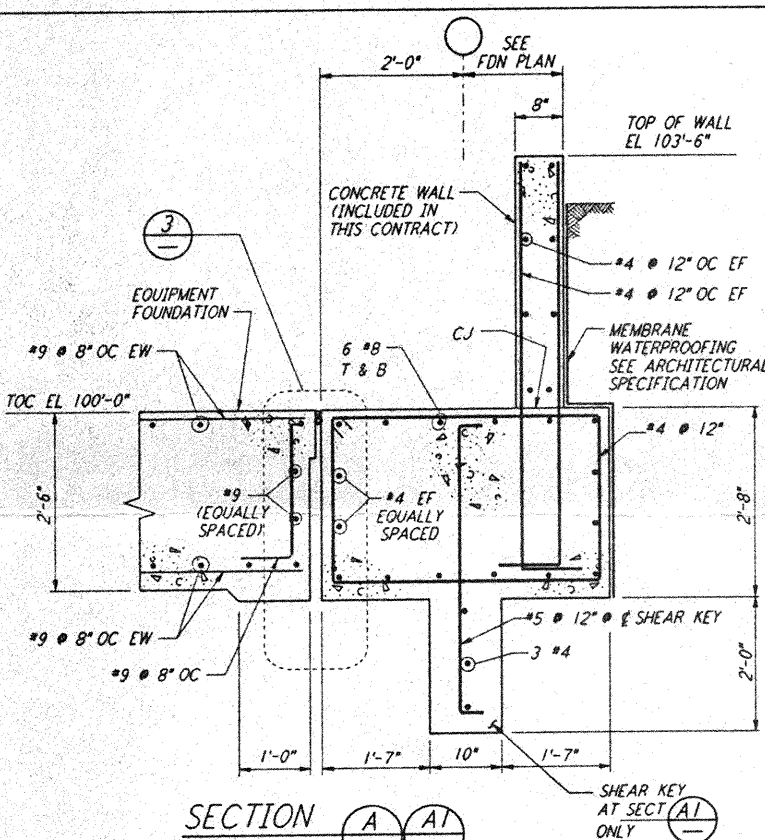 2'-0"
SEE
FDN PLAN
8"
TOP OF WALL
EL 103'-6"
CONCRETE WALL
(INCLUDED IN
THIS CONTRACT)
3
#4 @ 12" OC EF
#4 @ 12" OC EF
EQUIPMENT
FOUNDATION
#9 @ 8" OC EW
6 #8
T & B
CJ
MEMBRANE
WATERPROOFING
SEE ARCHITECTURAL
SPECIFICATION
TOC EL 100'-0"
#4 @ 12"
2'-6"
#9
(EQUALLY
SPACED)
#4 EF
EQUALLY
SPACED
2'-8"
#9 @ 8" OC EW
#9 @ 8" OC
#5 @ 12" @ ℄ SHEAR KEY
3 #4
2'-0"
1'-0"
1'-7"
10"
1'-7"
SHEAR KEY
AT SECT A1
ONLY
SECTION A A1